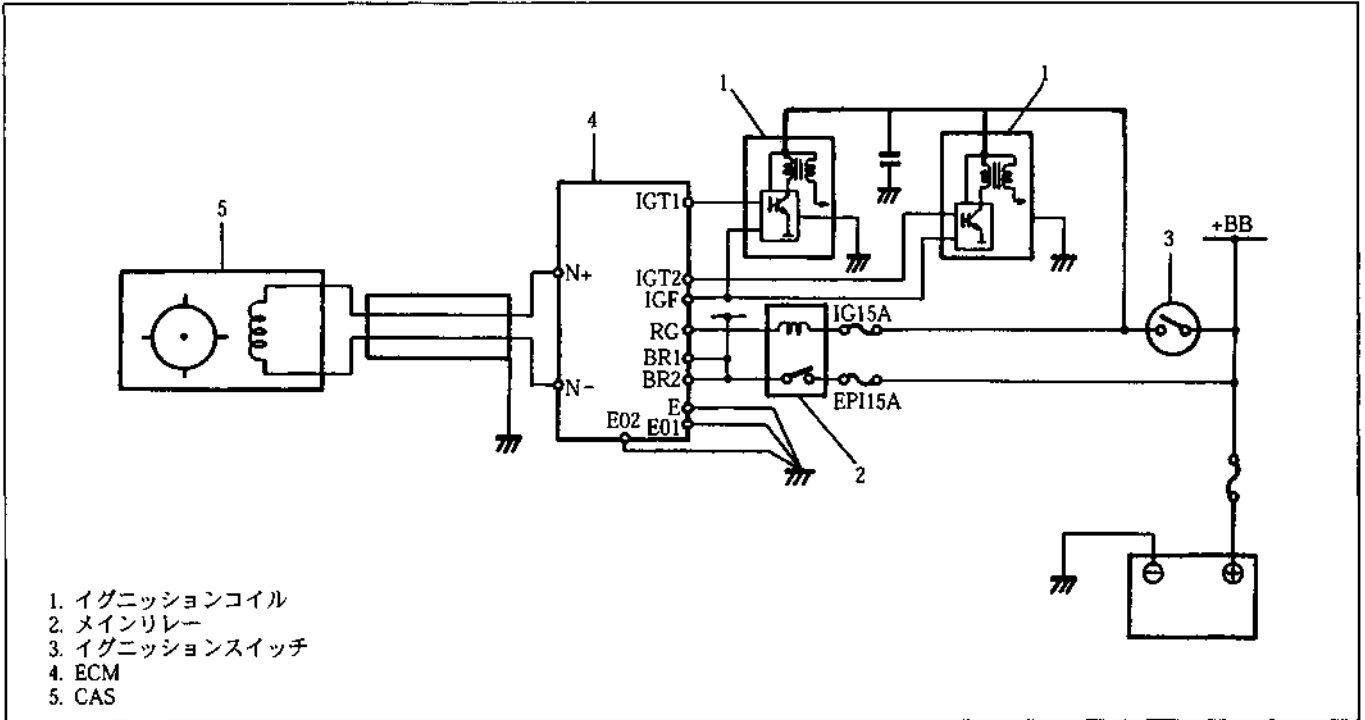 1
1
4
5
IGT1
+BB
3
N+
IGT2
IGF
IG15A
RG
BR1
BR2
N-
EPI15A
E
E02
E01
2
⊖
⊕
1. イグニッションコイル
2. メインリレー
3. イグニッションスイッチ
4. ECM
5. CAS